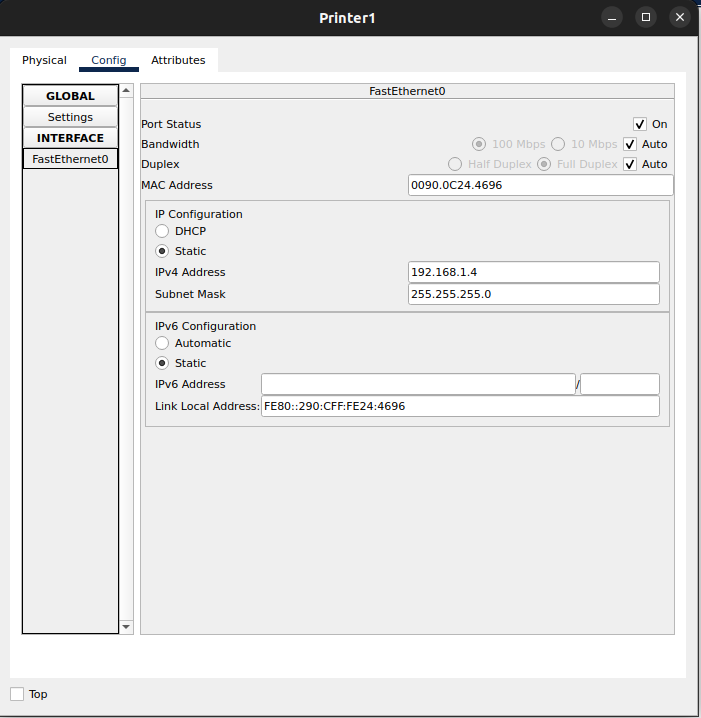 Printer1
Physical Config Attributes
GLOBAL
Settings
INTERFACE
FastEthernet0
FastEthernet0
Port Status On
Bandwidth 100 Mbps 10 Mbps Auto
Duplex Half Duplex Full Duplex Auto
MAC Address 0090.0C24.4696
IP Configuration
DHCP
Static
IPv4 Address 192.168.1.4
Subnet Mask 255.255.255.0
IPv6 Configuration
Automatic
Static
IPv6 Address /
Link Local Address: FE80::290:CFF:FE24:4696
Top